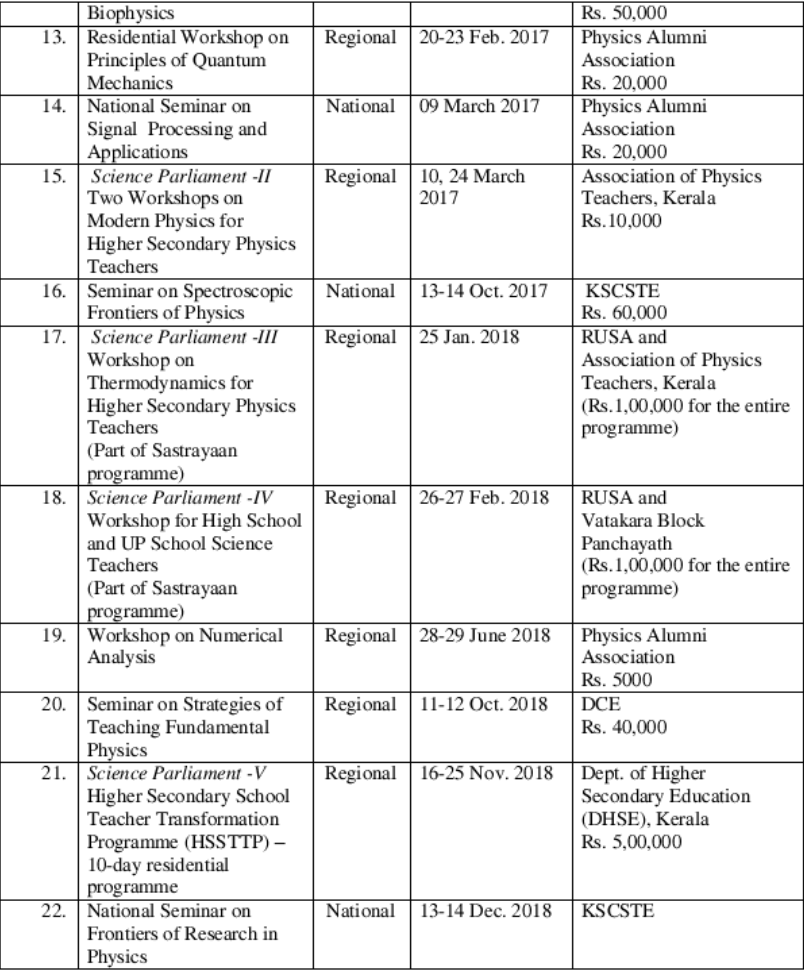 Biophysics Rs. 50,000
13. Residential Workshop on Regional 20-23 Feb. 2017 Physics Alumni
Principles of Quantum Association
Mechanics Rs. 20,000
14. National Seminar on National 09 March 2017 Physics Alumni
Signal Processing and Association
Applications Rs. 20,000
15. Science Parliament -II Regional 10, 24 March Association of Physics
Two Workshops on 2017 Teachers, Kerala
Modern Physics for Rs.10,000
Higher Secondary Physics
Teachers
16. Seminar on Spectroscopic National 13-14 Oct. 2017 KSCSTE
Frontiers of Physics Rs. 60,000
17. Science Parliament -III Regional 25 Jan. 2018 RUSA and
Workshop on Association of Physics
Thermodynamics for Teachers, Kerala
Higher Secondary Physics (Rs.1,00,000 for the entire
Teachers programme)
(Part of Sastrayaan
programme)
18. Science Parliament -IV Regional 26-27 Feb. 2018 RUSA and
Workshop for High School Vatakara Block
and UP School Science Panchayath
Teachers (Rs.1,00,000 for the entire
(Part of Sastrayaan programme)
programme)
19. Workshop on Numerical Regional 28-29 June 2018 Physics Alumni
Analysis Association
Rs. 5000
20. Seminar on Strategies of Regional 11-12 Oct. 2018 DCE
Teaching Fundamental Rs. 40,000
Physics
21. Science Parliament -V Regional 16-25 Nov. 2018 Dept. of Higher
Higher Secondary School Secondary Education
Teacher Transformation (DHSE), Kerala
Programme (HSSTTP) – Rs. 5,00,000
10-day residential
programme
22. National Seminar on National 13-14 Dec. 2018 KSCSTE
Frontiers of Research in
Physics